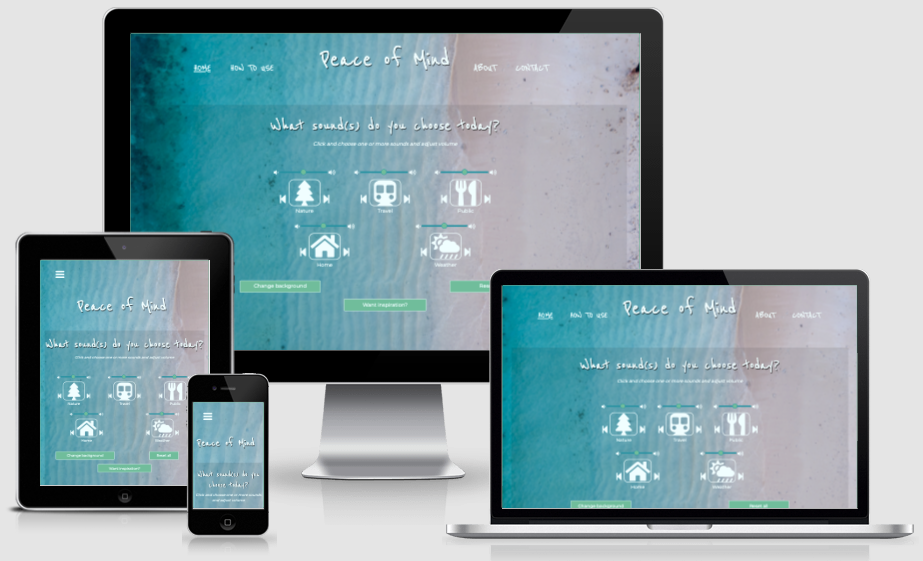 HOME HOW TO USE Peace of Mind ABOUT CONTACT
What sound(s) do you choose today?
Click and choose one or more sounds and adjust volume
Nature Travel Public
Home Weather
Change background Res
Want inspiration?
Peace of Mind
What sound(s) do you choose today?
Click and choose one or more sounds and adjust volume
Nature Travel Public
Home Weather
Change background Reset all
Want inspiration?
Peace of Mind
What sound(s) do you
choose today?
Click and choose one or more sounds
and adjust volume
HOME HOW TO USE Peace of Mind ABOUT CONTACT
What sound(s) do you choose today?
Click and choose one or more sounds and adjust volume
Nature Travel Public
Home Weather
Change background Reset all